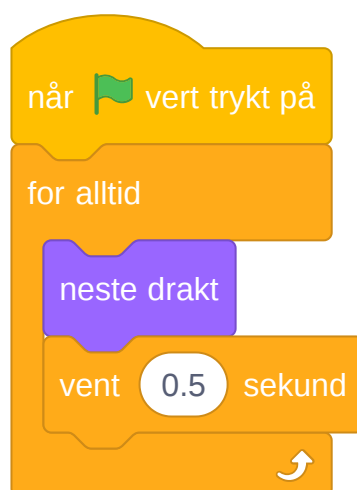 når vert trykt på
for alltid
neste drakt
vent 0.5 sekund